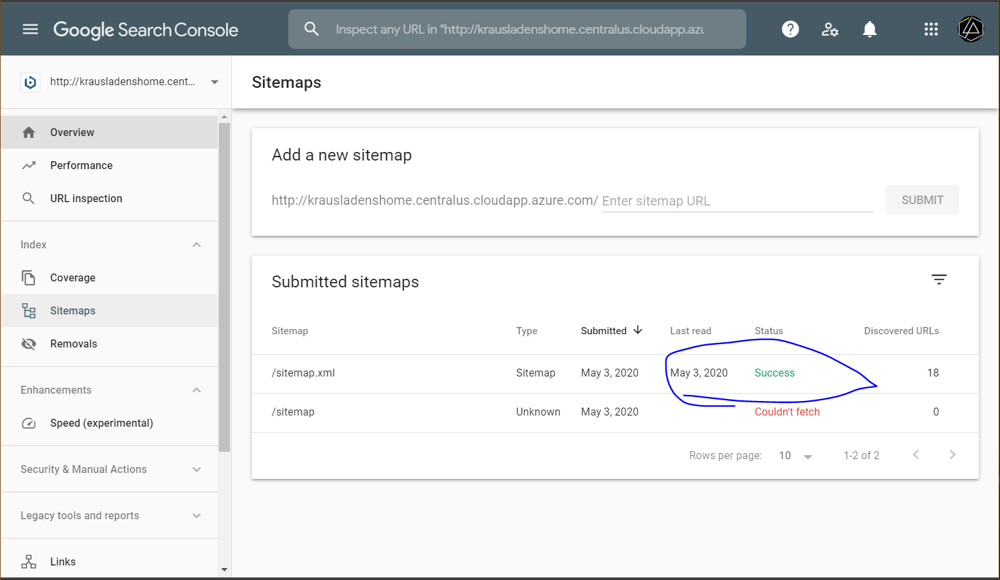 Google Search Console
Inspect any URL in "http://krausladenshome.centralus.cloudapp.azu
http://krausladenshome.cent...
Sitemaps
Overview
Performance
URL inspection
Index
Coverage
Sitemaps
Removals
Enhancements
Speed (experimental)
Security & Manual Actions
Legacy tools and reports
Links
Add a new sitemap
http://krausladenshome.centralus.cloudapp.azure.com/ Enter sitemap URL SUBMIT
Submitted sitemaps
Sitemap Type Submitted Last read Status Discovered URLs
/sitemap.xml Sitemap May 3, 2020 May 3, 2020 Success 18
/sitemap Unknown May 3, 2020 Couldn't fetch 0
Rows per page: 10 1-2 of 2